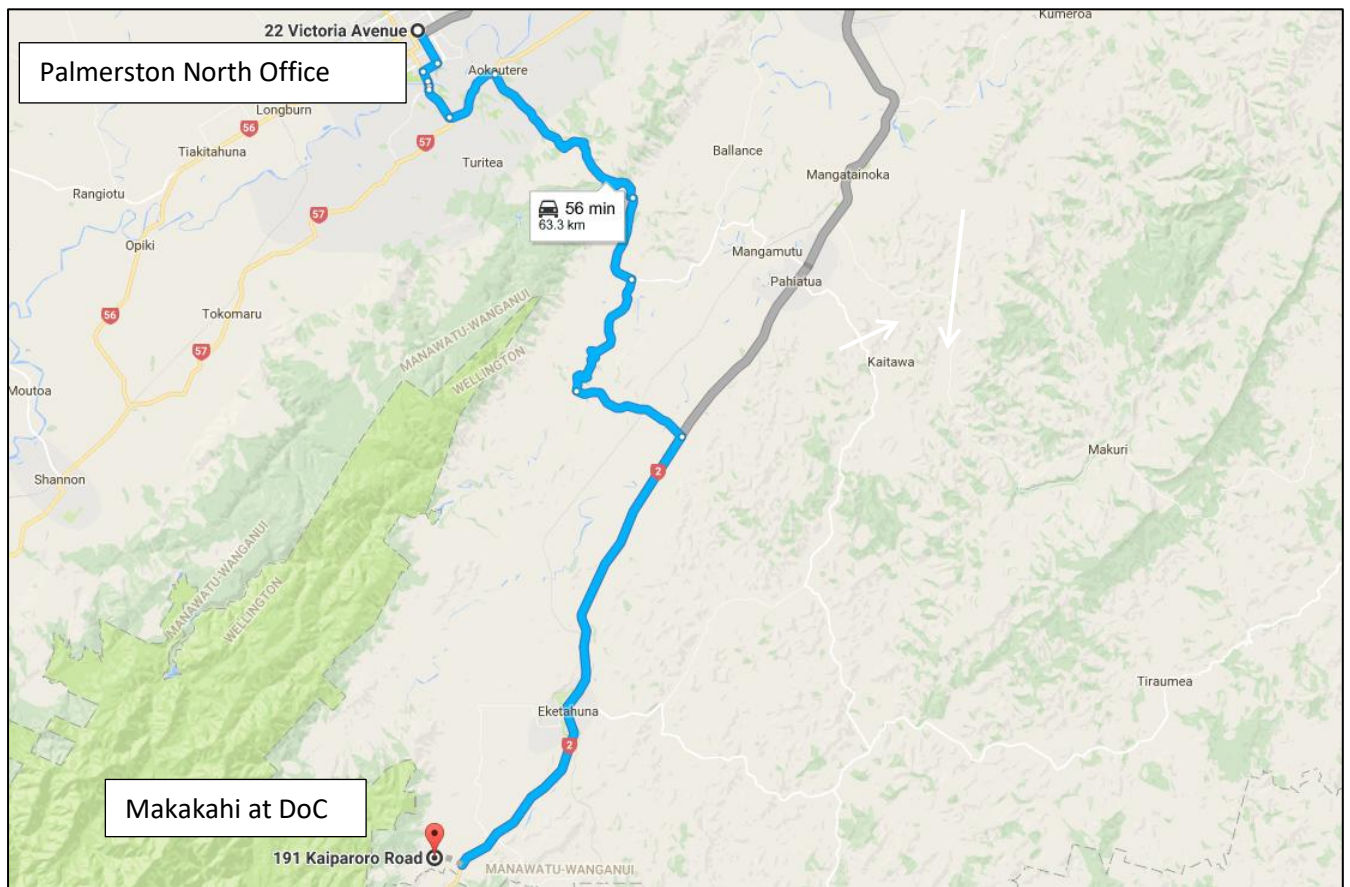 22 Victoria Avenue
Kumeroa
Palmerston North Office
Aokautere
Longburn
56
57
Tiakitahuna
Turitea
Ballance
Mangatainoka
Rangiotu
56 min
63.3 km
57
Opiki
Mangamutu
Pahiatua
56
Tokomaru
MANAWATU-WANGANUI
WELLINGTON
57
Kaitawa
Moutoa
Makuri
2
Shannon
MANAWATU-WANGANUI
WELLINGTON
Tiraumea
Eketahuna
2
Makakahi at DoC
191 Kaiparoro Road
MANAWATU-WANGANUI